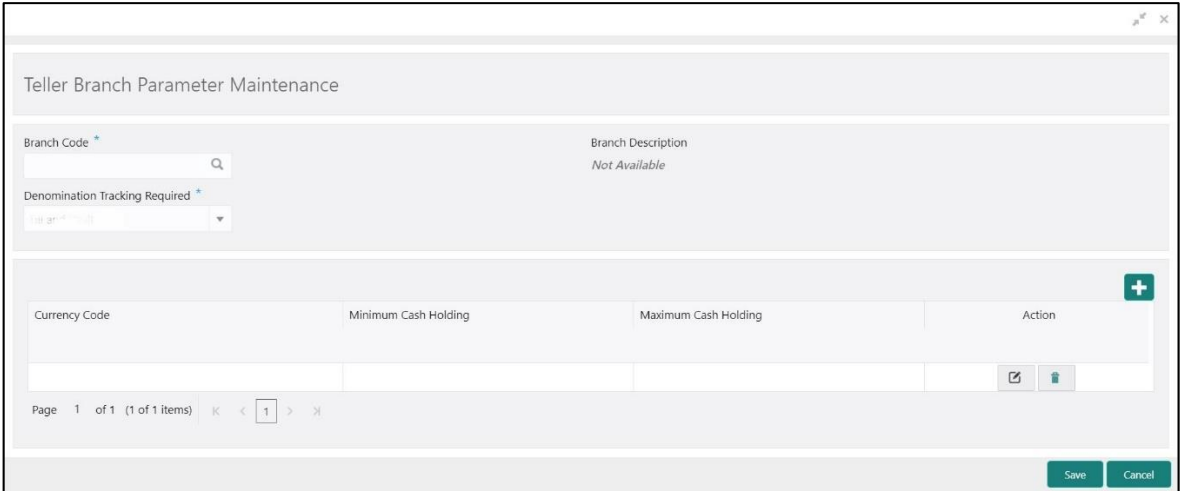 Teller Branch Parameter Maintenance
Branch Code *
Branch Description
Not Available
Denomination Tracking Required *
Currency Code Minimum Cash Holding Maximum Cash Holding Action
Page 1 of 1 (1 of 1 items) 1
Save Cancel